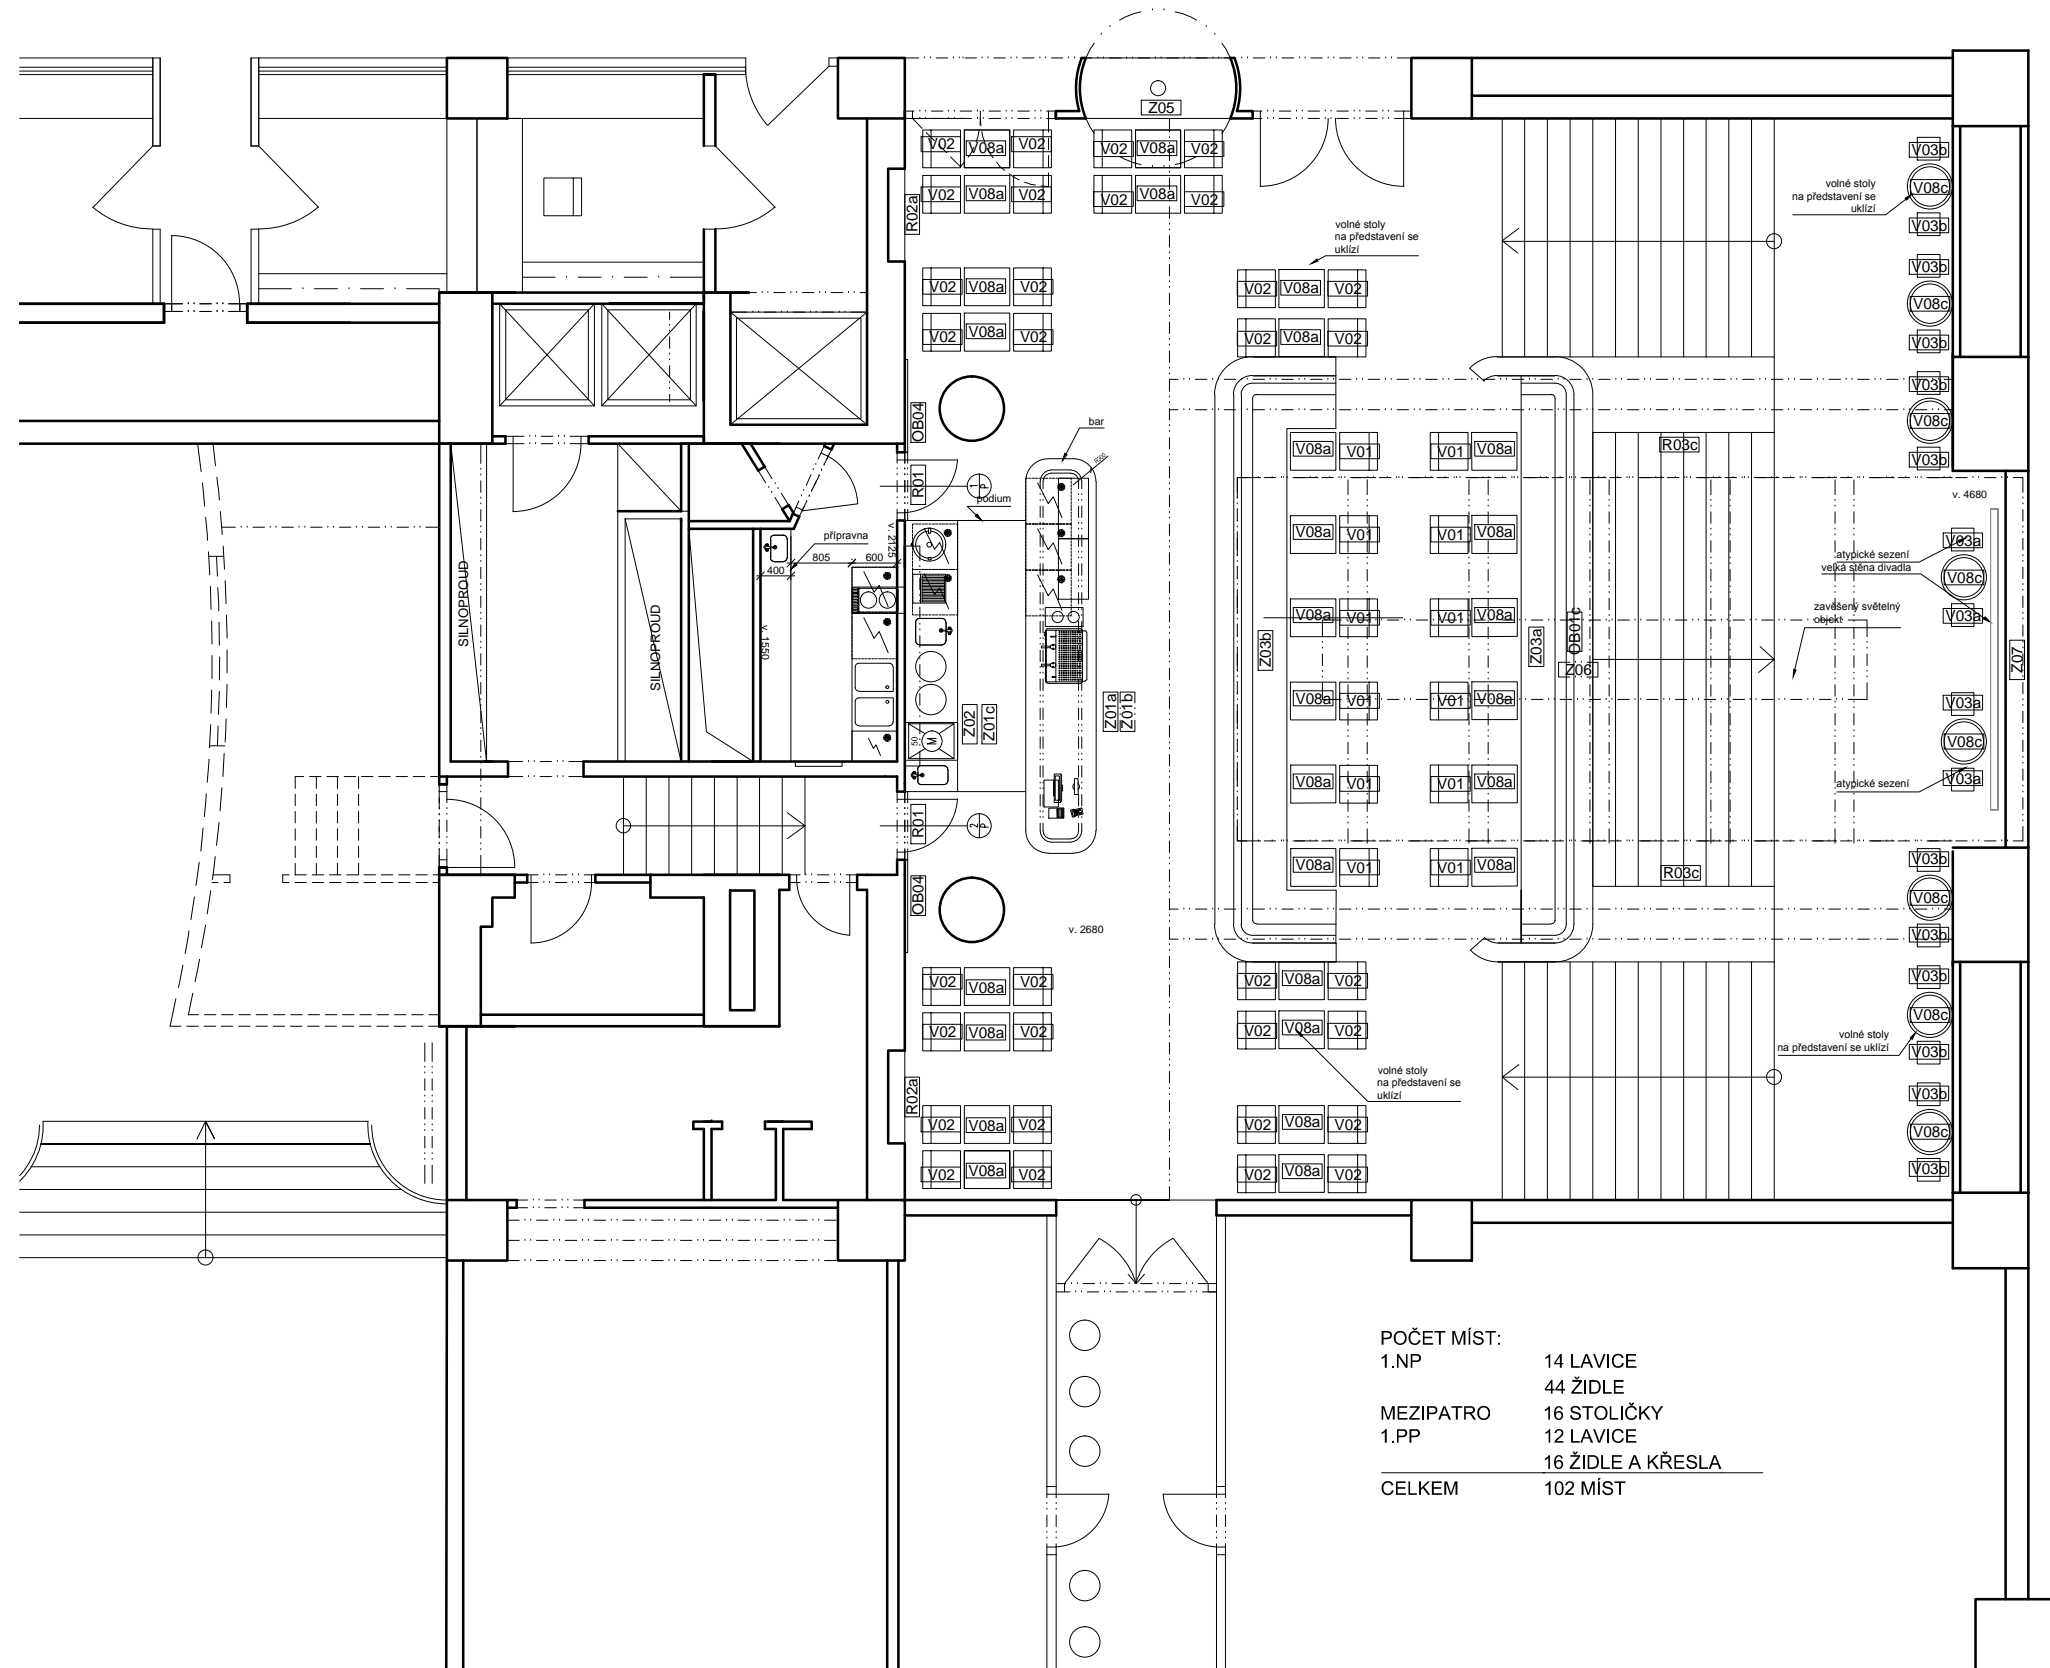 Z05
V02 V08a V02 V02 V08a V02
V02 V08a V02 V02 V08a V02
R02a
volné stoly
na představení se
uklízí
V03b
V08c
V03b
volné stoly
na představení se
uklízí
V02 V08a V02
V02 V08a V02
V02 V08a V02
V02 V08a V02
V03b
V08c
V03b
V03b
V08c
V03b
OB04
bar
R01
1
P
podium
R03c
v. 4680
V08a V01 V01 V08a
V08a V01 V01 V08a
V08a V01 V01 V08a
V08a V01 V01 V08a
V08a V01 V01 V08a
V08a V01 V01 V08a
přípravna
v. 2125
805
600
400
SILNOPROUD
SILNOPROUD
v. 1550
50
M
Z02
Z01c
Z01a
Z01b
Z03b
Z03a
OB01c
Z06
V03a
atypické sezení
velká stěna divadla
V08c
V03a
zavěšený světelný
objekt
Z07
V03a
V08c
V03a
atypické sezení
R01
2
P
OB04
v. 2680
R03c
V03b
V08c
V03b
V02 V08a V02
V02 V08a V02
V02 V08a V02
V02 V08a V02
V03b
V08c
V03b
volné stoly
na představení se uklízí
volné stoly
na představení se
uklízí
R02a
V02 V08a V02
V02 V08a V02
V02 V08a V02
V02 V08a V02
V03b
V08c
V03b
POČET MÍST:
1.NP 14 LAVICE
44 ŽIDLE
MEZIPATRO 16 STOLIČKY
1.PP 12 LAVICE
16 ŽIDLE A KŘESLA
CELKEM 102 MÍST